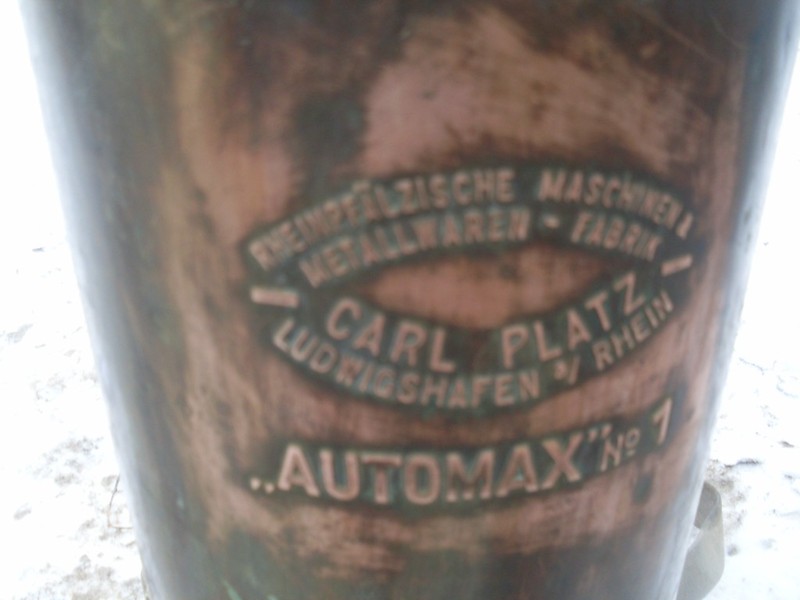 RHEINPFÄLZISCHE MASCHINEN &
METALLWAREN - FABRIK
CARL PLATZ
LUDWIGSHAFEN a/ RHEIN
„AUTOMAX” No 1